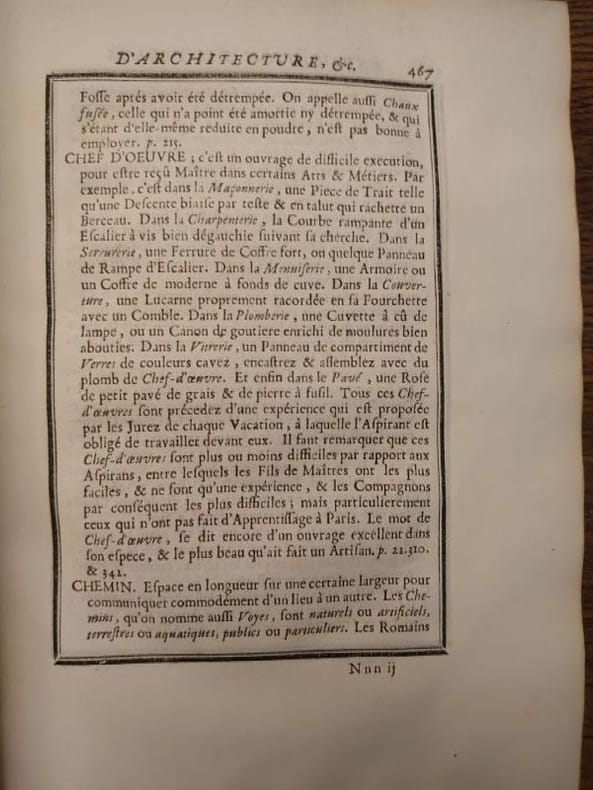 D'ARCHITECTURE, &c. 467
Fosse aprés avoir été détrempée. On appelle aussi Chaux
fusée, celle qui n'a point été amortie ny détrempée, & qui
s'étant d'elle-même reduite en poudre, n'est pas bonne à
employer. p. 215.
CHEF D'OEUVRE ; c'est un ouvrage de difficile execution,
pour estre reçû Maître dans certains Arts & Métiers. Par
exemple, c'est dans la Maçonnerie, une Piece de Trait telle
qu'une Descente biaise par teste & en talut qui rachette un
Berceau. Dans la Charpenterie, la Courbe rampante d'un
Escalier à vis bien dégauchie suivant sa cherche. Dans la
Serrurerie, une Ferrure de Coffre fort, ou quelque Panneau
de Rampe d'Escalier. Dans la Menuiserie, une Armoire ou
un Coffre de moderne à fonds de cuve. Dans la Couver-
ture, une Lucarne proprement racordée en sa Fourchette
avec un Comble. Dans la Plomberie, une Cuvette à cû de
lampe, ou un Canon de goutiere enrichi de moulures bien
abouties. Dans la Vitrerie, un Panneau de compartiment de
Verres de couleurs cavez, encastrez & assemblez avec du
plomb de Chef-d'œuvre. Et enfin dans le Pavé, une Rose
de petit pavé de grais & de pierre à fusil. Tous ces Chef-
d'œuvres sont précedez d'une expérience qui est proposée
par les Jurez de chaque Vacation, à laquelle l'Aspirant est
obligé de travailler devant eux. Il faut remarquer que ces
Chef-d'œuvres sont plus ou moins difficiles par rapport aux
Aspirans, entre lesquels les Fils de Maîtres ont les plus
faciles, & ne font qu'une expérience, & les Compagnons
par conséquent les plus difficiles ; mais particulierement
ceux qui n'ont pas fait d'Apprentissage à Paris. Le mot de
Chef-d'œuvre, se dit encore d'un ouvrage excellent dans
son espece, & le plus beau qu'ait fait un Artisan. p. 22.310.
& 342.
CHEMIN. Espace en longueur sur une certaine largeur pour
communiquer commodément d'un lieu à un autre. Les Che-
mins, qu'on nomme aussi Voyes, sont naturels ou artificiels,
terrestres ou aquatiques, publics ou particuliers. Les Romains
Nnn ij